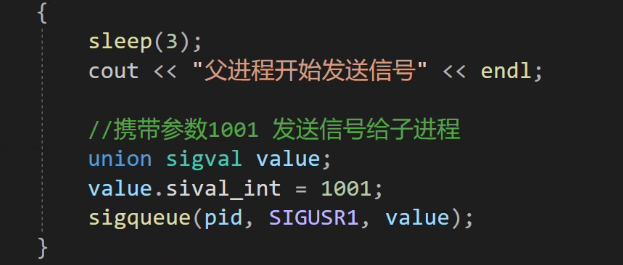 {
sleep(3);
cout << "父进程开始发送信号" << endl;
//携带参数1001 发送信号给子进程
union sigval value;
value.sival_int = 1001;
sigqueue(pid, SIGUSR1, value);
}